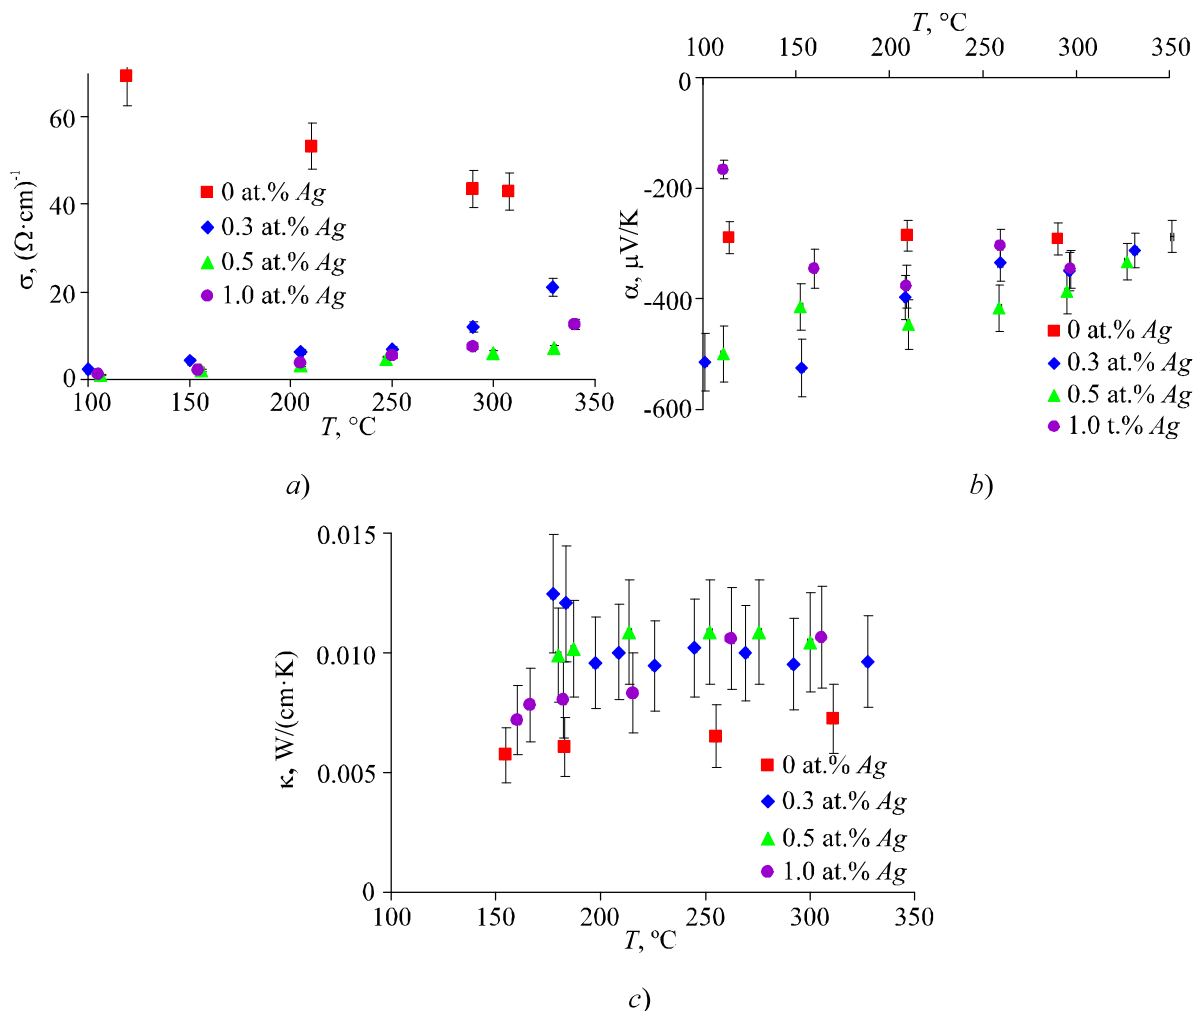 σ, (Ω·cm)⁻¹
60
40
20
0
100 150 200 250 300 350
T, °C
0 at.% Ag
0.3 at.% Ag
0.5 at.% Ag
1.0 at.% Ag
a)
T, °C
100 150 200 250 300 350
0
-200
-400
-600
α, μV/K
0 at.% Ag
0.3 at.% Ag
0.5 at.% Ag
1.0 t.% Ag
b)
κ, W/(cm·K)
0.015
0.010
0.005
0
100 150 200 250 300 350
T, ºC
0 at.% Ag
0.3 at.% Ag
0.5 at.% Ag
1.0 at.% Ag
c)